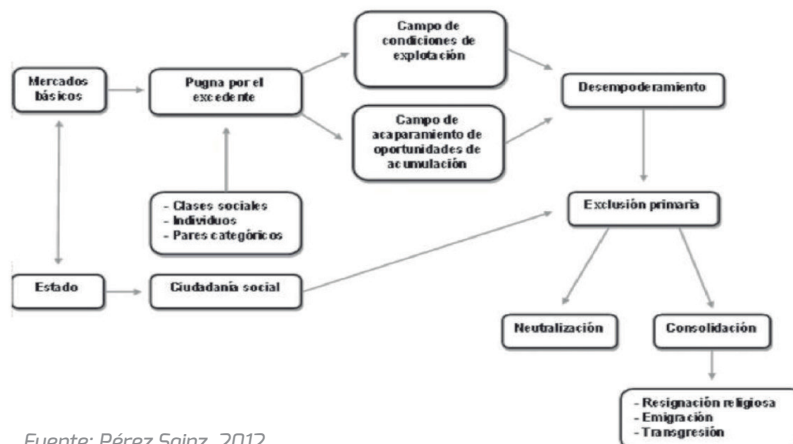 Campo de
condiciones de
explotación
Mercados
básicos
Pugna por el
excedente
Desempoderamiento
Campo de
acaparamiento de
oportunidades de
acumulación
- Clases sociales
- Individuos
- Pares categóricos
Exclusión primaria
Estado
Ciudadanía social
Neutralización
Consolidación
- Resignación religiosa
- Emigración
- Transgresión
Fuente: Pérez Sainz, 2012